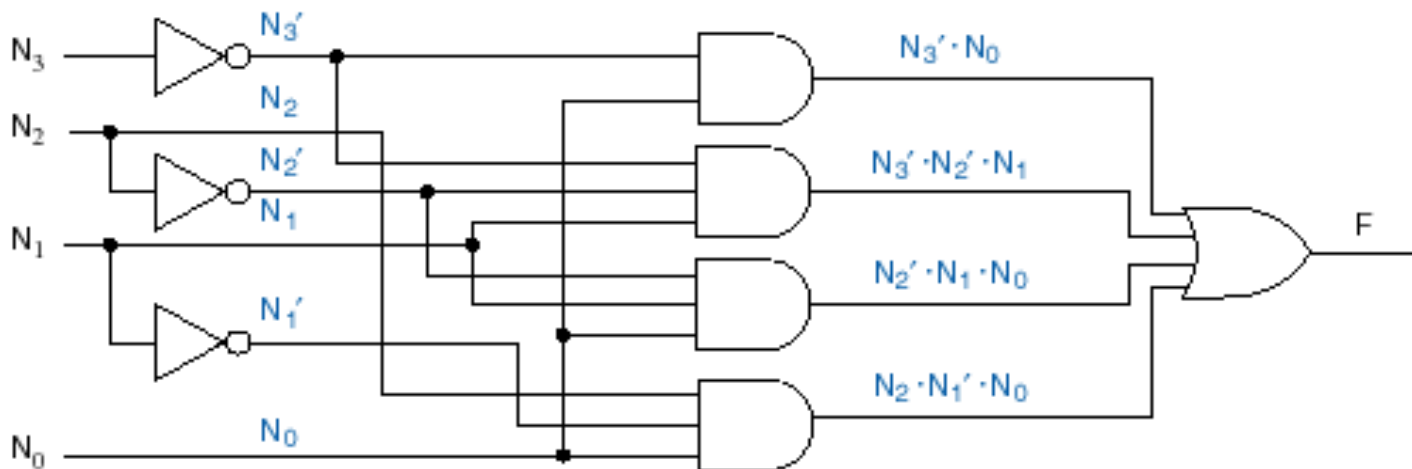 N₃
N₃′
N₃′ · N₀
N₂
N₂
N₂′
N₃′ · N₂′ · N₁
N₁
N₁
F
N₂′ · N₁ · N₀
N₁′
N₂ · N₁′ · N₀
N₀
N₀